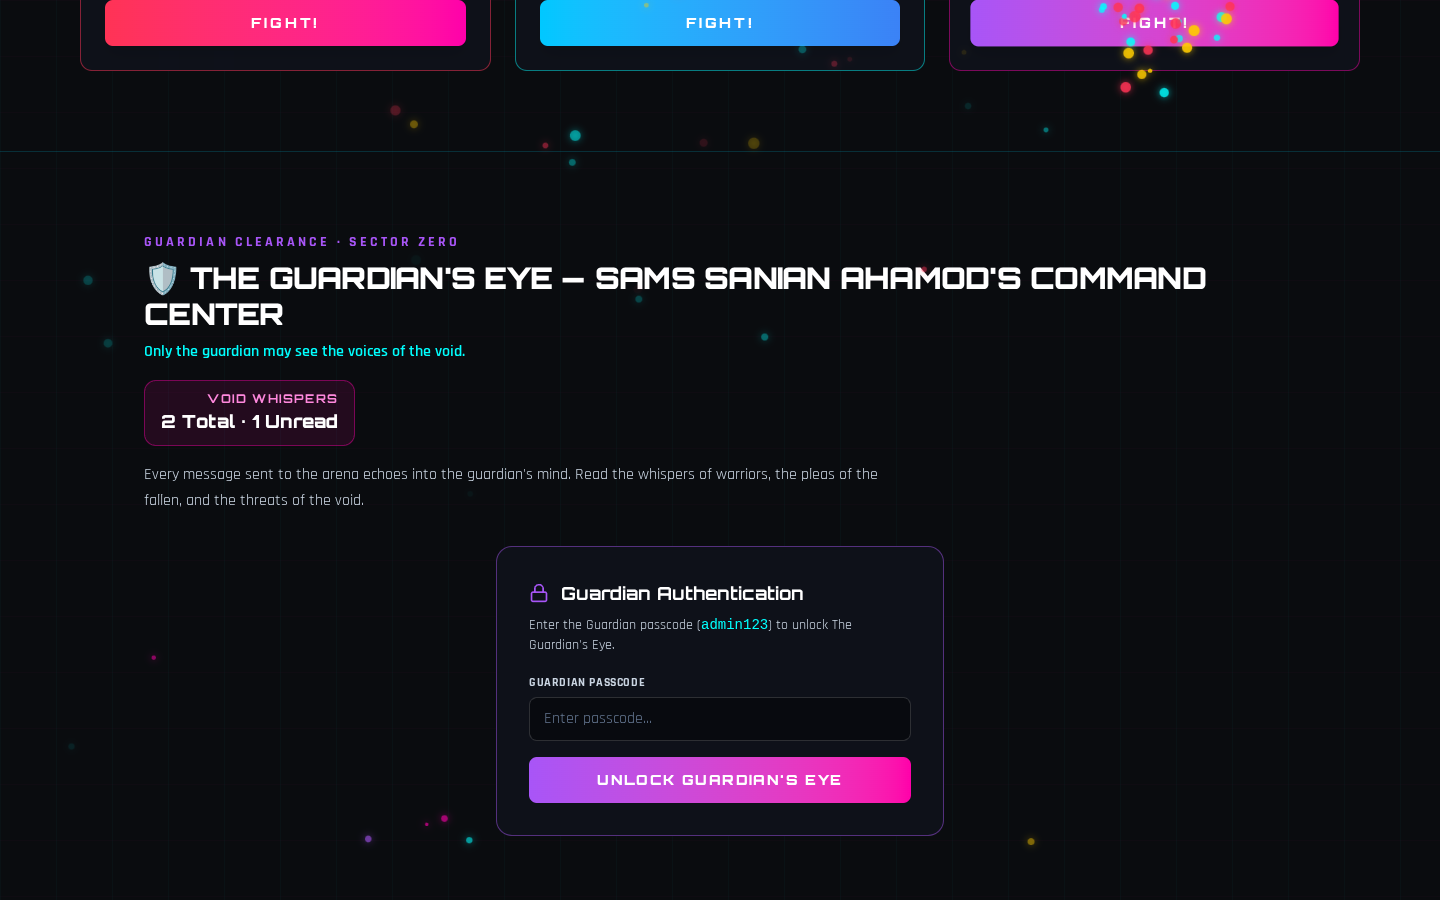 FIGHT!
FIGHT!
FIGHT!
GUARDIAN CLEARANCE · SECTOR ZERO
🛡️ THE GUARDIAN'S EYE — SAMS SANIAN AHAMOD'S COMMAND
CENTER
Only the guardian may see the voices of the void.
VOID WHISPERS
2 Total · 1 Unread
Every message sent to the arena echoes into the guardian's mind. Read the whispers of warriors, the pleas of the
fallen, and the threats of the void.
Guardian Authentication
Enter the Guardian passcode (admin123) to unlock The
Guardian's Eye.
GUARDIAN PASSCODE
Enter passcode...
UNLOCK GUARDIAN'S EYE